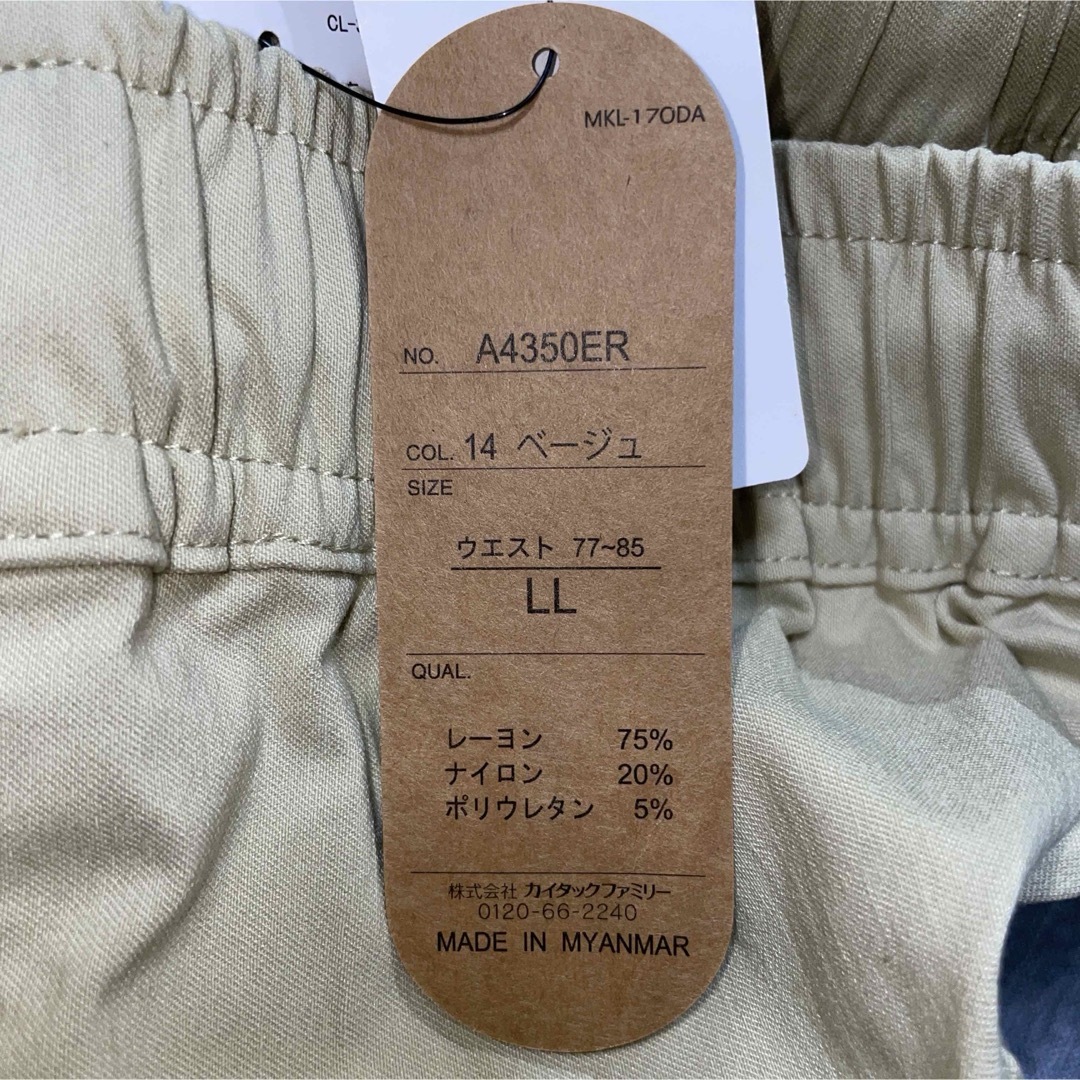 CL-
MKL-170DA
NO. A4350ER
COL. 14 ベージュ
SIZE
ウエスト 77~85
LL
QUAL.
レーヨン 75%
ナイロン 20%
ポリウレタン 5%
株式会社 カイタックファミリー
0120-66-2240
MADE IN MYANMAR